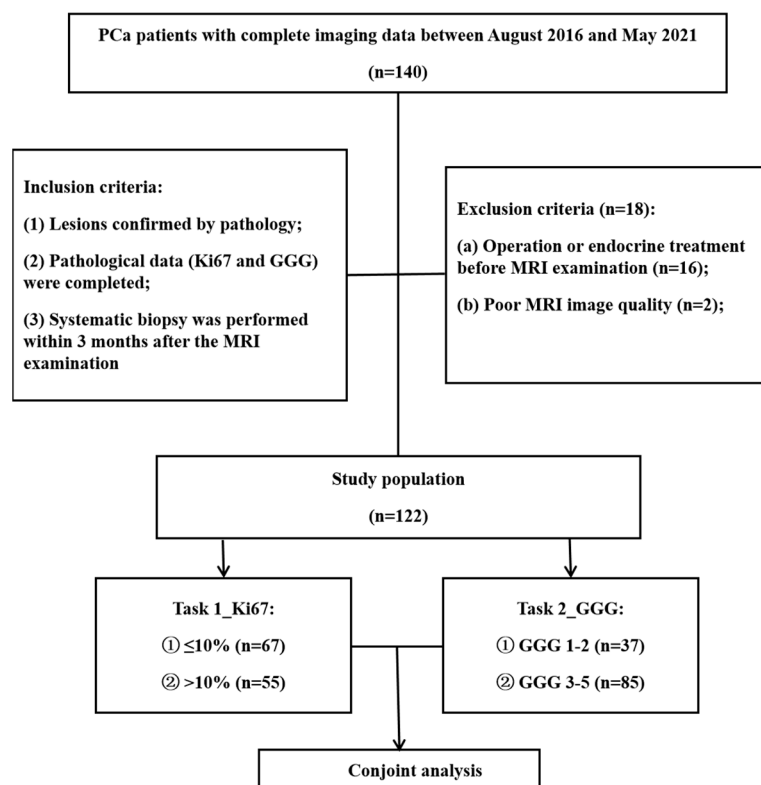 PCa patients with complete imaging data between August 2016 and May 2021
(n=140)
Inclusion criteria:
(1) Lesions confirmed by pathology;
(2) Pathological data (Ki67 and GGG)
were completed;
(3) Systematic biopsy was performed
within 3 months after the MRI
examination
Exclusion criteria (n=18):
(a) Operation or endocrine treatment
before MRI examination (n=16);
(b) Poor MRI image quality (n=2);
Study population
(n=122)
Task 1_Ki67:
① ≤10% (n=67)
② >10% (n=55)
Task 2_GGG:
① GGG 1-2 (n=37)
② GGG 3-5 (n=85)
Conjoint analysis